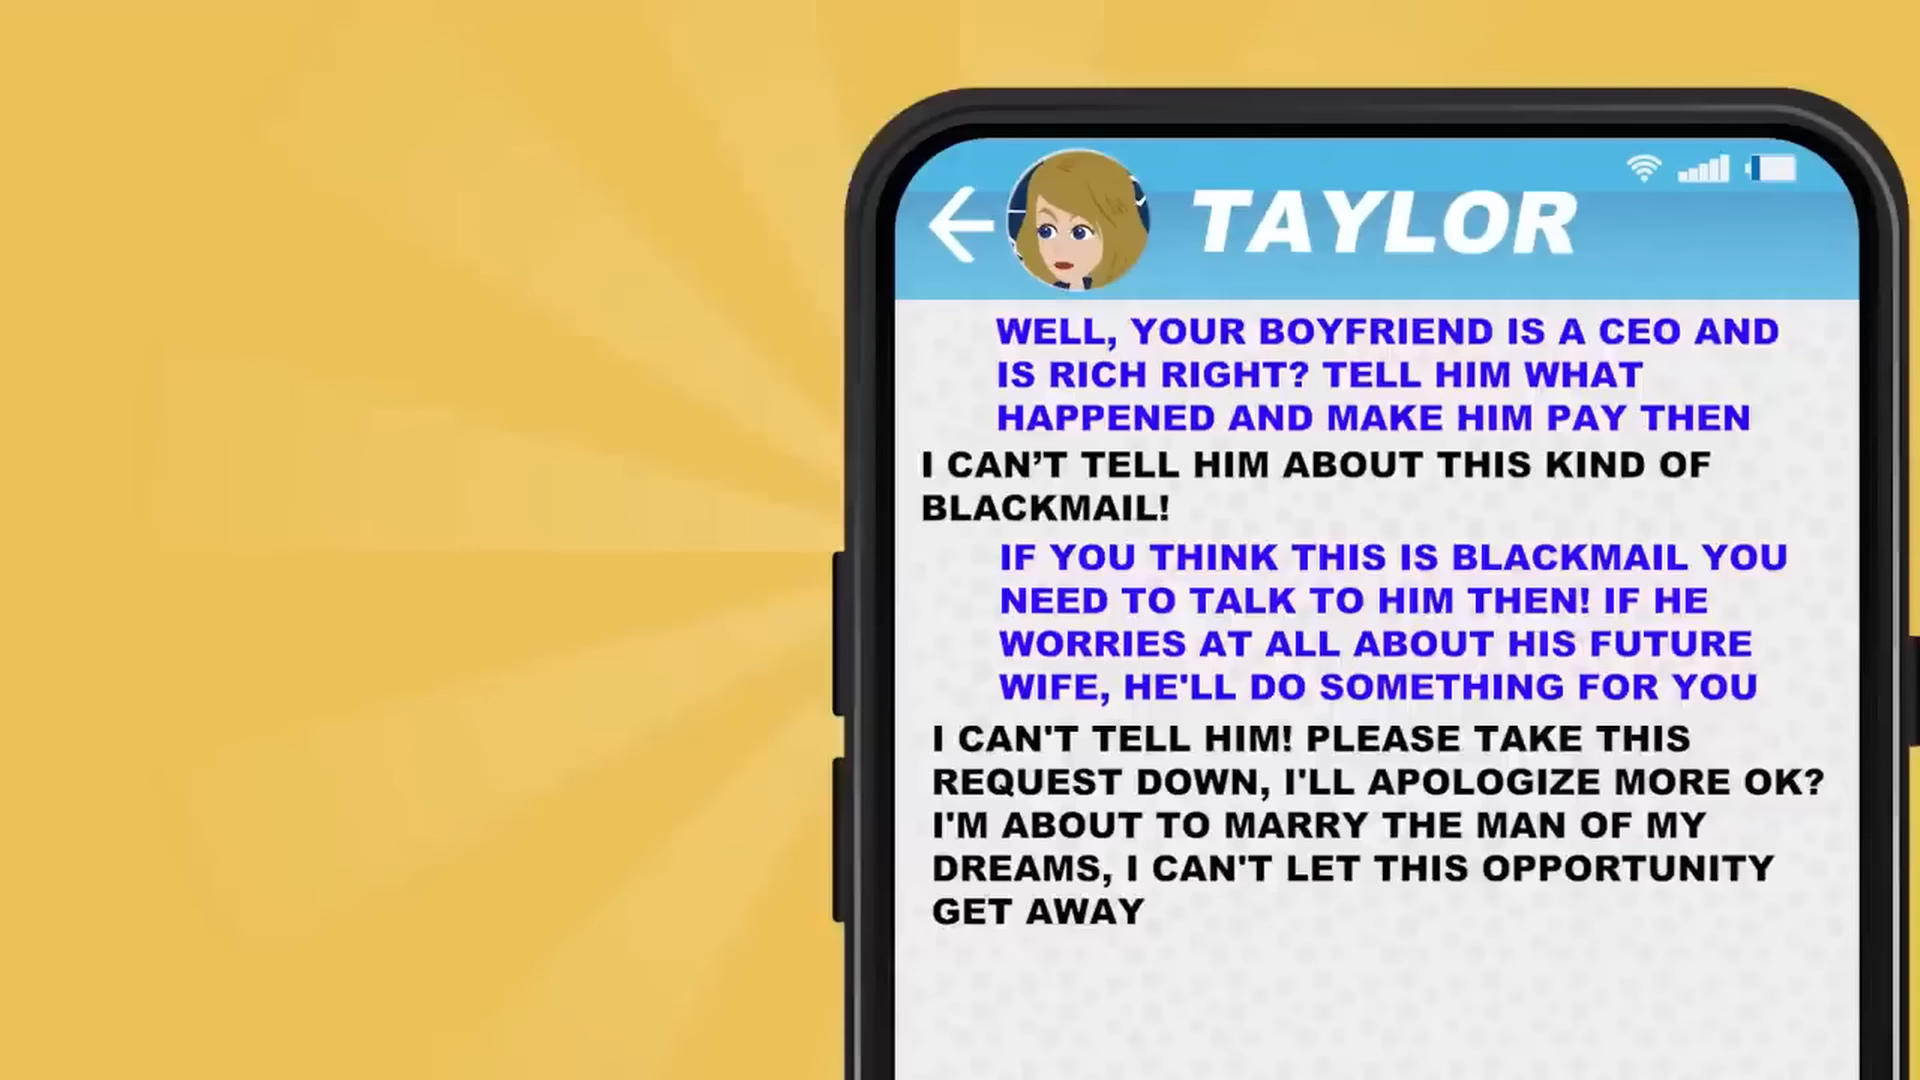 TAYLOR
WELL, YOUR BOYFRIEND IS A CEO AND
IS RICH RIGHT? TELL HIM WHAT
HAPPENED AND MAKE HIM PAY THEN
I CAN’T TELL HIM ABOUT THIS KIND OF
BLACKMAIL!
IF YOU THINK THIS IS BLACKMAIL YOU
NEED TO TALK TO HIM THEN! IF HE
WORRIES AT ALL ABOUT HIS FUTURE
WIFE, HE'LL DO SOMETHING FOR YOU
I CAN'T TELL HIM! PLEASE TAKE THIS
REQUEST DOWN, I'LL APOLOGIZE MORE OK?
I'M ABOUT TO MARRY THE MAN OF MY
DREAMS, I CAN'T LET THIS OPPORTUNITY
GET AWAY